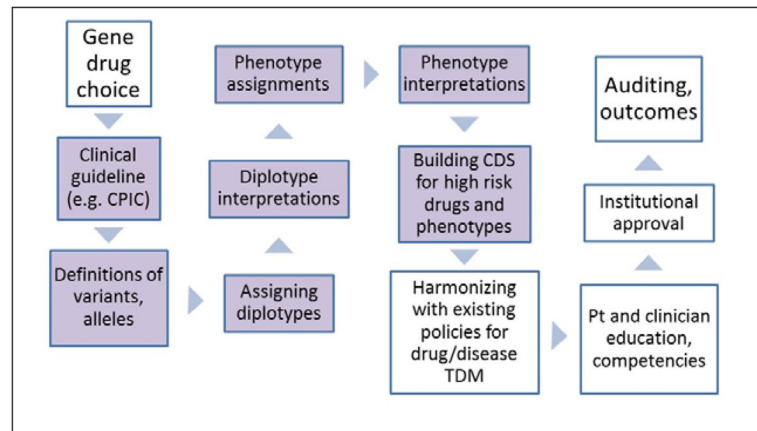 Gene
drug
choice
Clinical
guideline
(e.g. CPIC)
Definitions of
variants,
alleles
Assigning
diplotypes
Diplotype
interpretations
Phenotype
assignments
Phenotype
interpretations
Building CDS
for high risk
drugs and
phenotypes
Harmonizing
with existing
policies for
drug/disease
TDM
Pt and clinician
education,
competencies
Institutional
approval
Auditing,
outcomes